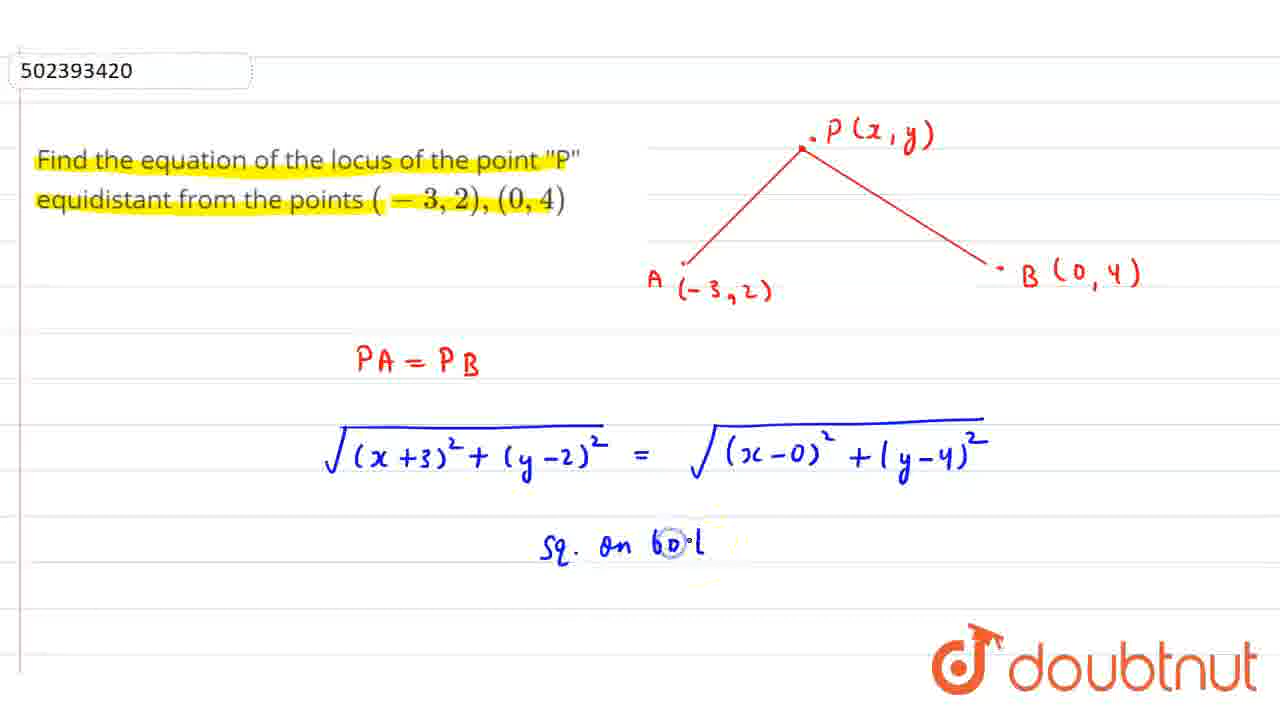 502393420
Find the equation of the locus of the point "P"
equidistant from the points (−3, 2), (0, 4)
P(x, y)
A (-3, 2)
B (0, 4)
PA = PB
√((x+3)² + (y-2)²) = √((x-0)² + (y-4)²)
Sq. on
doubtnut